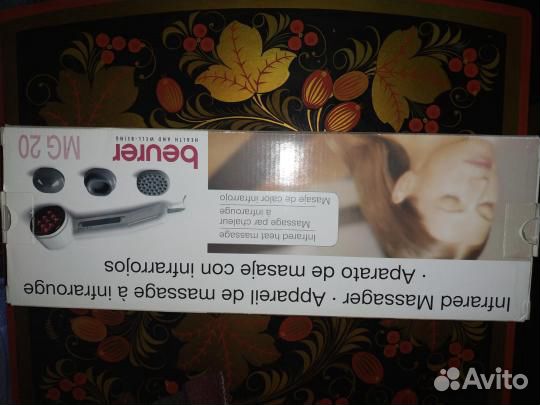 Infrared Massager · Appareil de massage à infrarouge
· Aparato de masaje con infrarrojos
Infrared heat massage
Massage par chaleur
à infrarouge
Masaje de calor infrarrojo
beurer
HEALTH AND WELL-BEING
MG 20
Avito